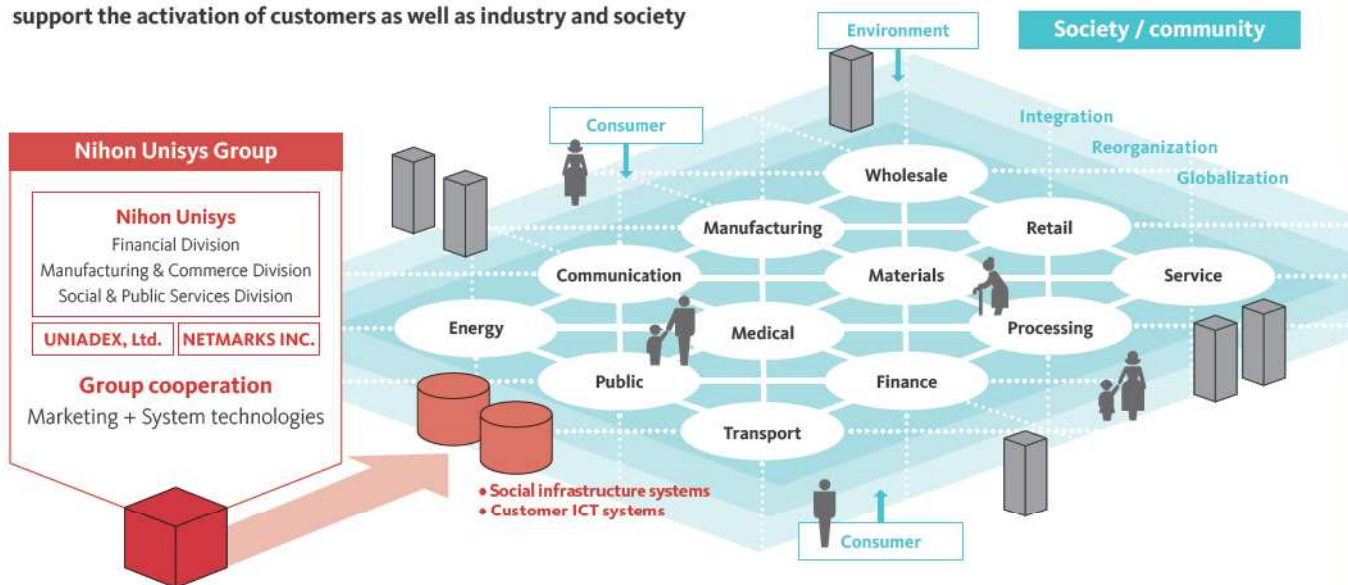 support the activation of customers as well as industry and society
Environment
Society / community
Consumer
Integration
Reorganization
Globalization
Nihon Unisys Group
Nihon Unisys
Financial Division
Manufacturing & Commerce Division
Social & Public Services Division
UNIADEX, Ltd.
NETMARKS INC.
Group cooperation
Marketing + System technologies
Wholesale
Manufacturing
Retail
Communication
Materials
Service
Energy
Medical
Processing
Public
Finance
Transport
• Social infrastructure systems
• Customer ICT systems
Consumer